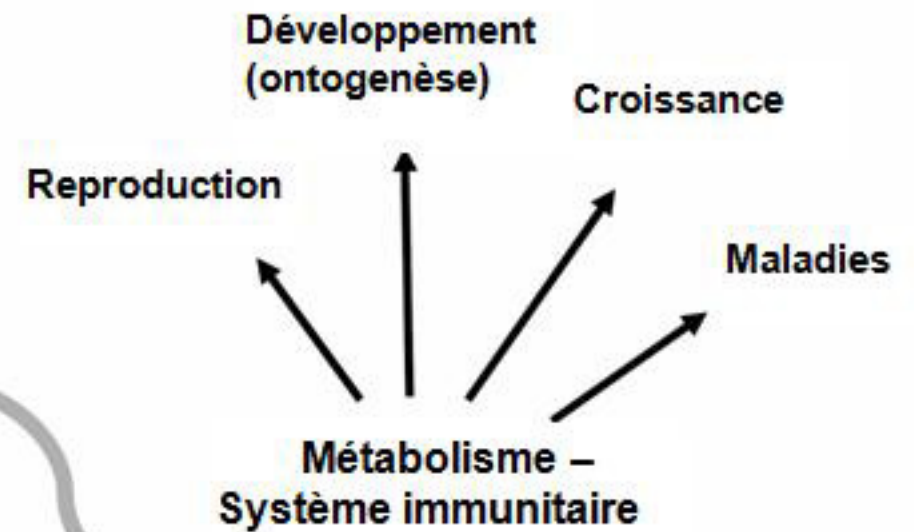 Développement
(ontogenèse)
Croissance
Reproduction
Maladies
Métabolisme –
Système immunitaire